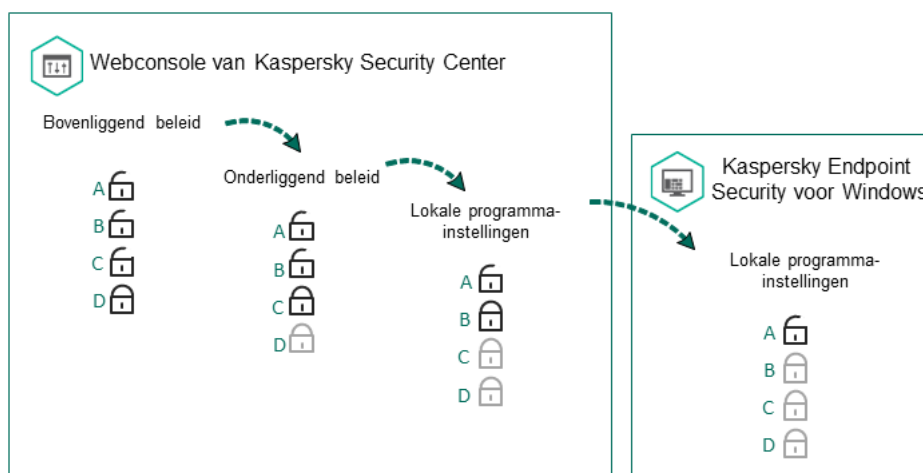 Webconsole van Kaspersky Security Center
Bovenliggend beleid
A
B
C
D
Onderliggend beleid
A
B
C
D
Lokale programma-
instellingen
A
B
C
D
Kaspersky Endpoint
Security voor Windows
Lokale programma-
instellingen
A
B
C
D